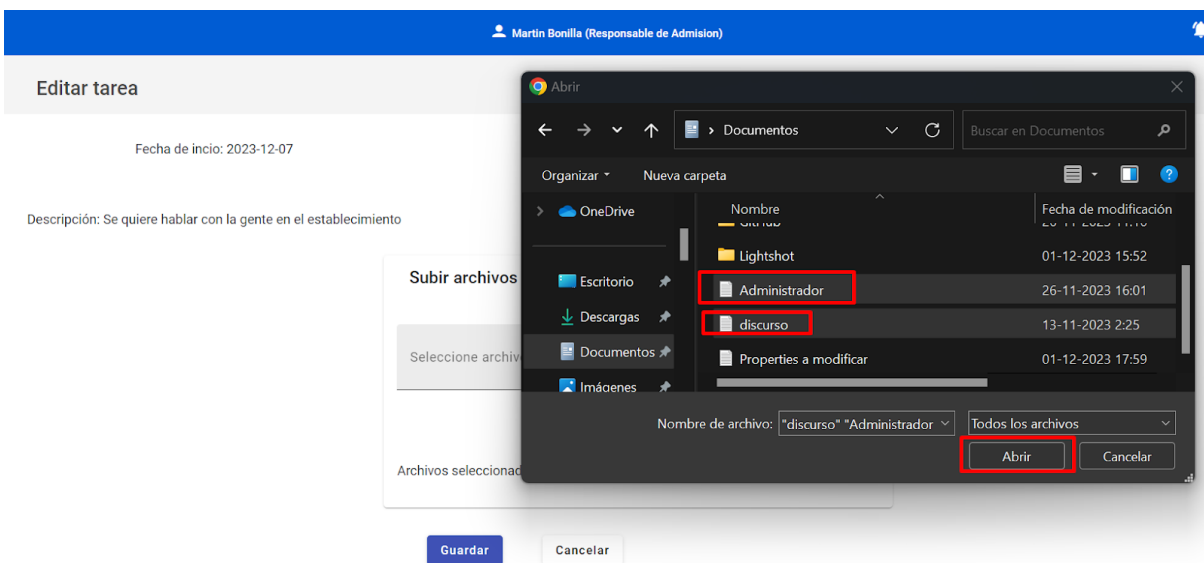 Martin Bonilla (Responsable de Admision)
Editar tarea
Fecha de incio: 2023-12-07
Descripción: Se quiere hablar con la gente en el establecimiento
Subir archivos
Seleccione archiv
Archivos seleccionad
Guardar
Cancelar
Abrir
Documentos
Buscar en Documentos
Organizar
Nueva carpeta
OneDrive
Escritorio
Descargas
Documentos
Imágenes
Nombre
Fecha de modificación
GitHub
Lightshot
01-12-2023 15:52
Administrador
26-11-2023 16:01
discurso
13-11-2023 2:25
Properties a modificar
01-12-2023 17:59
Nombre de archivo:
"discurso" "Administrador
Todos los archivos
Abrir
Cancelar